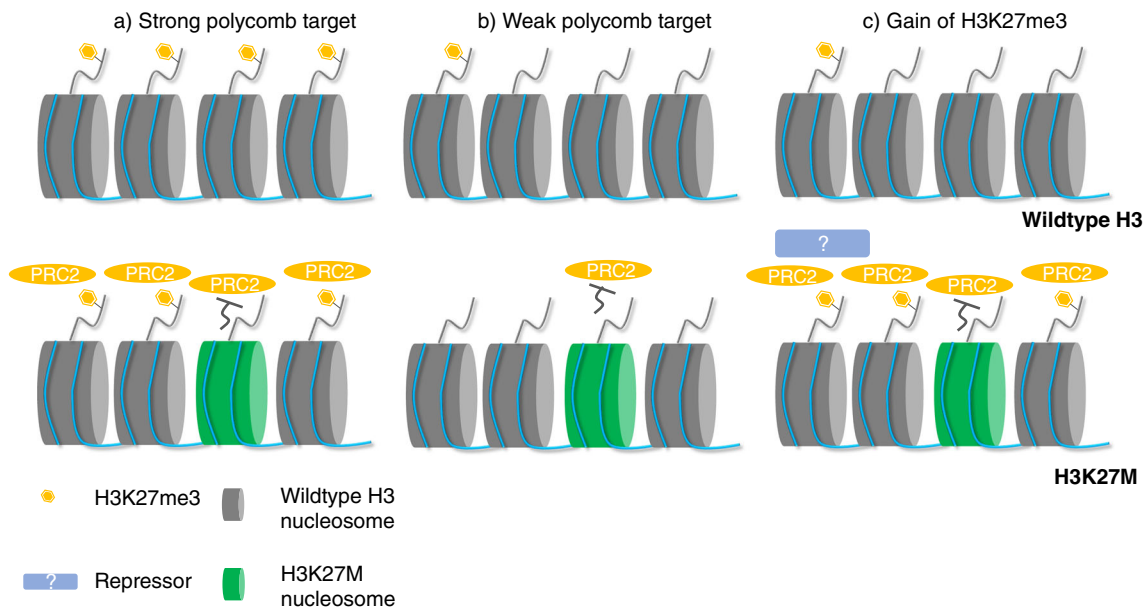 a) Strong polycomb target
b) Weak polycomb target
c) Gain of H3K27me3
Wildtype H3
?
PRC2
PRC2
PRC2
PRC2
PRC2
PRC2
PRC2
PRC2
PRC2
H3K27M
H3K27me3
Wildtype H3
nucleosome
?
Repressor
H3K27M
nucleosome